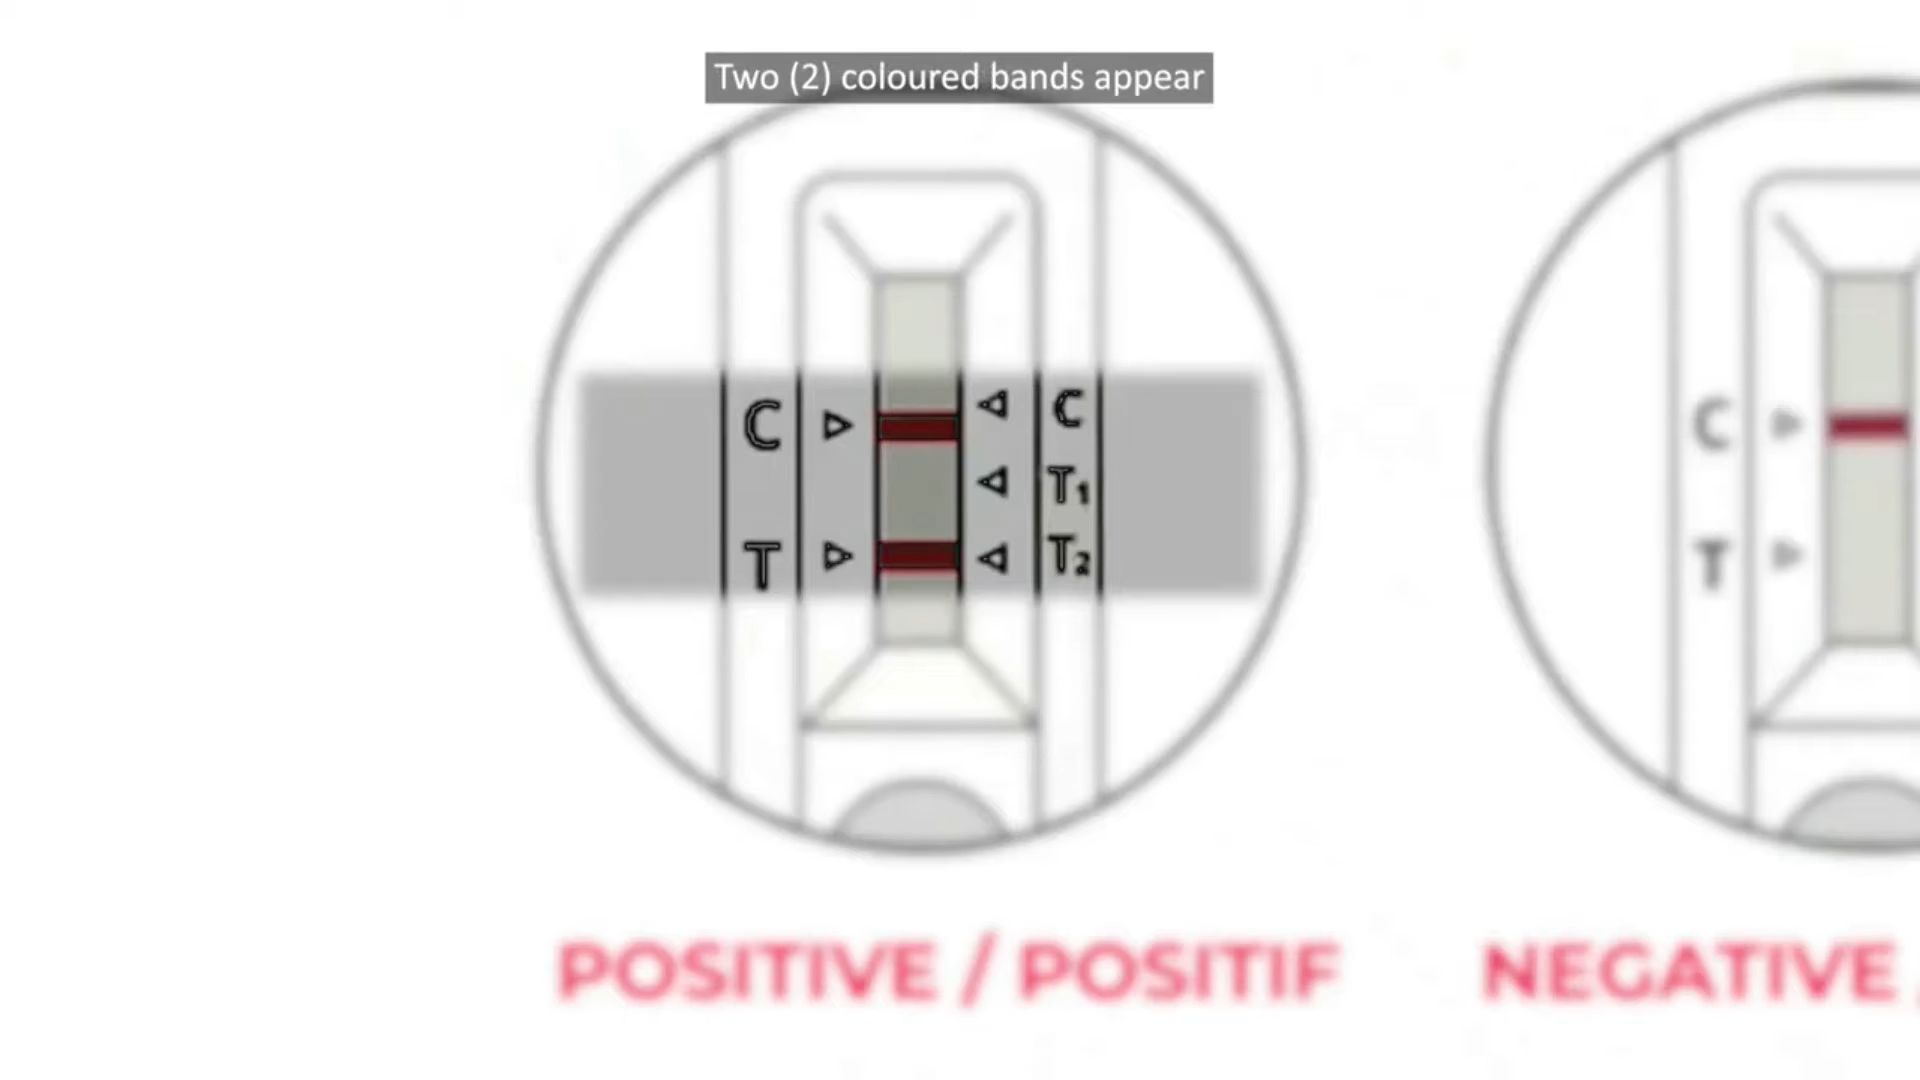 Two (2) coloured bands appear
C C
T₁
T T₂
C
T
POSITIVE / POSITIF
NEGATIVE /